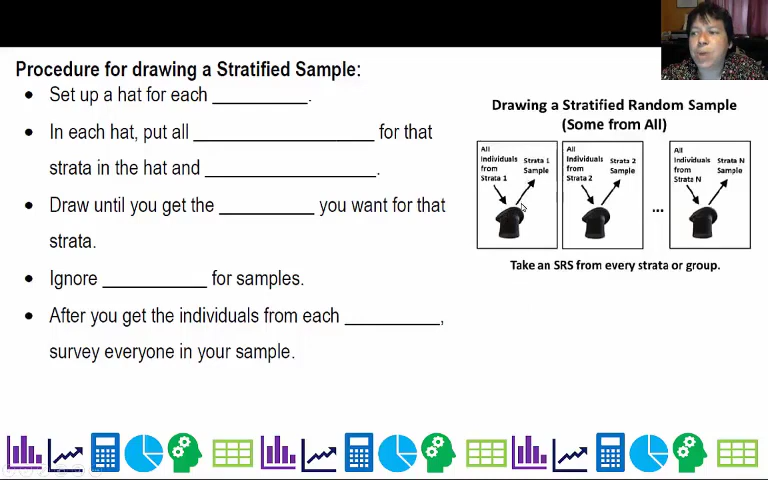 Procedure for drawing a Stratified Sample:
• Set up a hat for each __________.
• In each hat, put all ___________________ for that
strata in the hat and __________________.
• Draw until you get the __________ you want for that
strata.
• Ignore ___________ for samples.
• After you get the individuals from each __________,
survey everyone in your sample.
Drawing a Stratified Random Sample
(Some from All)
All
Individuals
from
Strata 1
Strata 1
Sample
All
Individuals
from
Strata 2
Strata 2
Sample
...
All
Individuals
from
Strata N
Strata N
Sample
Take an SRS from every strata or group.